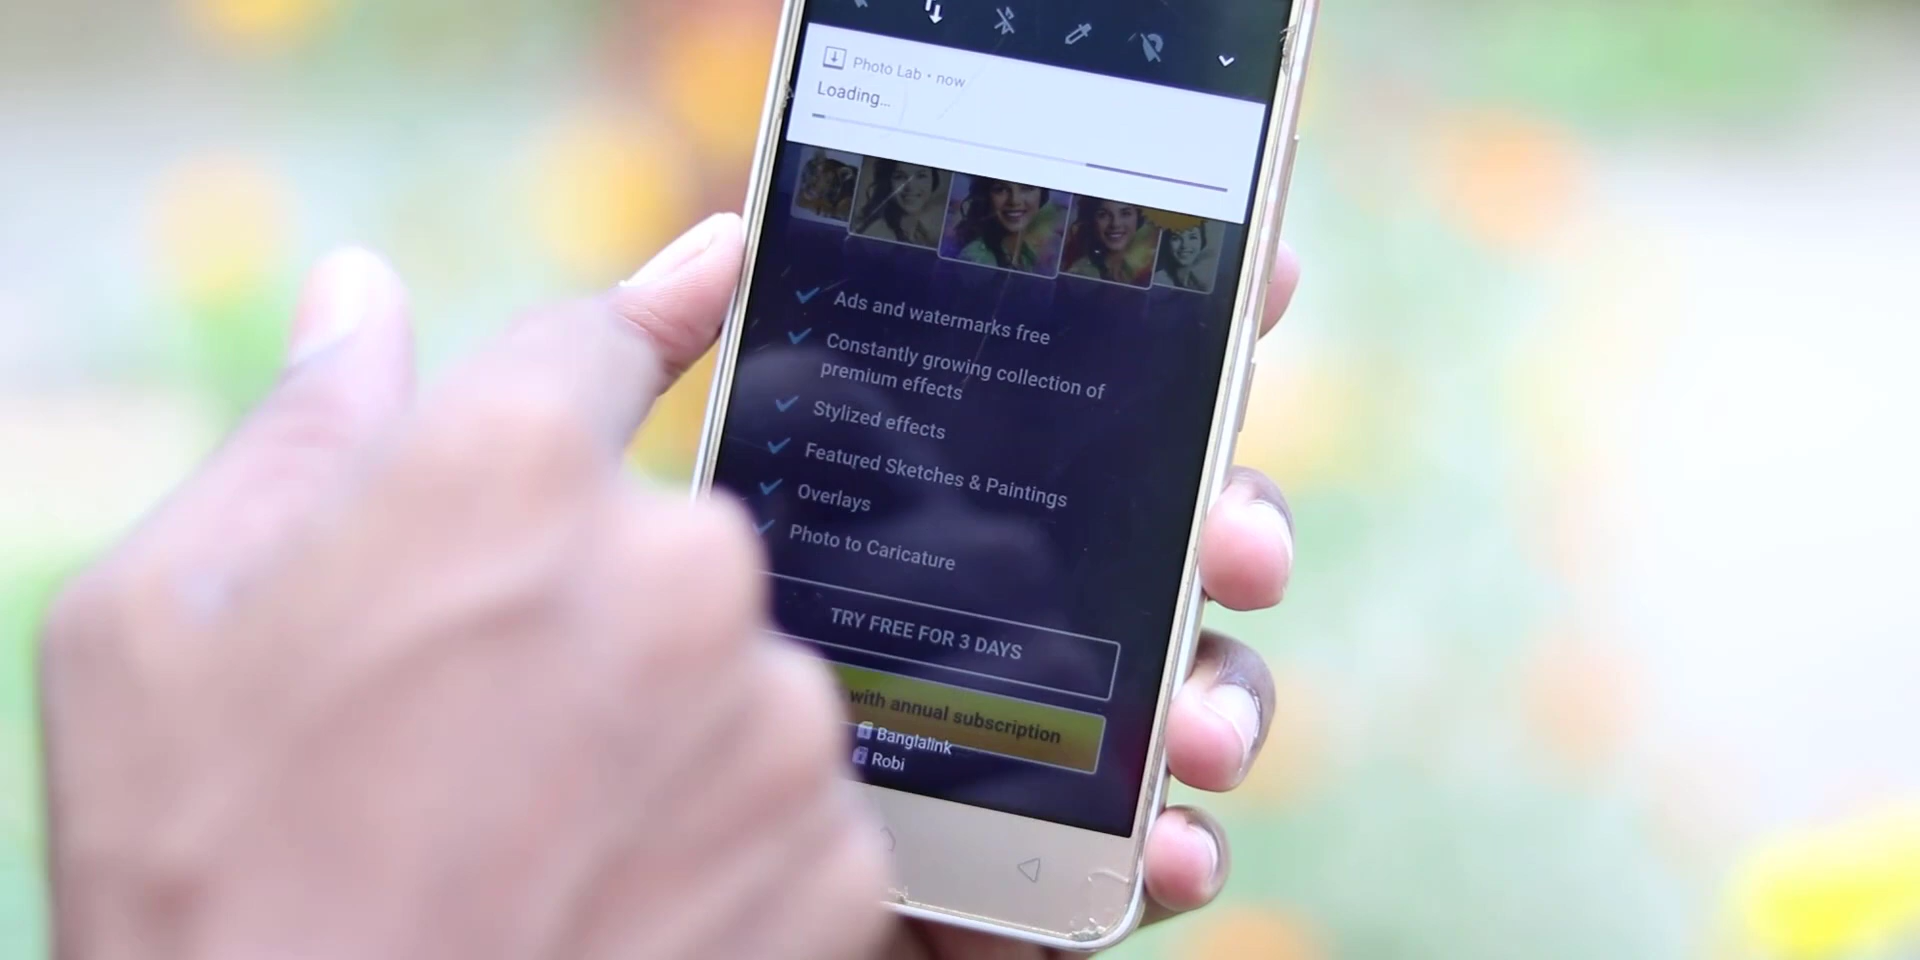 Photo Lab • now
Loading...
Ads and watermarks free
Constantly growing collection of
premium effects
Stylized effects
Featured Sketches & Paintings
Overlays
Photo to Caricature
TRY FREE FOR 3 DAYS
with annual subscription
Banglalink
Robi